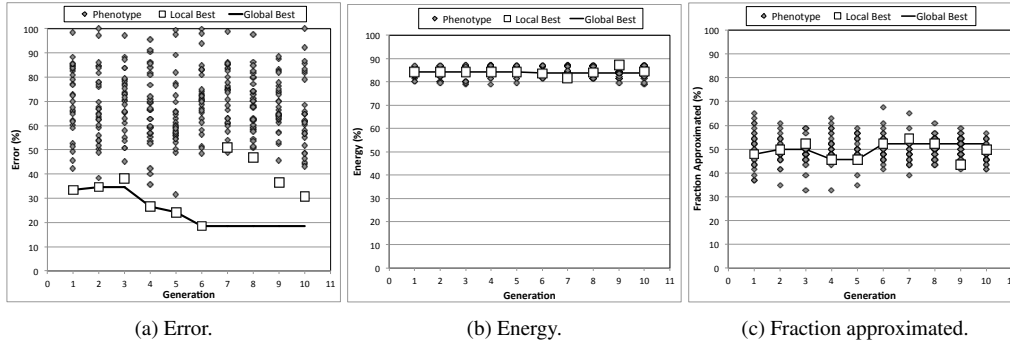 Phenotype Local Best Global Best
100
90
80
70
60
50
40
30
20
10
0
Error (%)
0 1 2 3 4 5 6 7 8 9 10 11
Generation
(a) Error.
Phenotype Local Best Global Best
100
90
80
70
60
50
40
30
20
10
0
Energy (%)
0 1 2 3 4 5 6 7 8 9 10 11
Generation
(b) Energy.
Phenotype Local Best Global Best
100
90
80
70
60
50
40
30
20
10
0
Fraction Approximated (%)
0 1 2 3 4 5 6 7 8 9 10 11
Generation
(c) Fraction approximated.